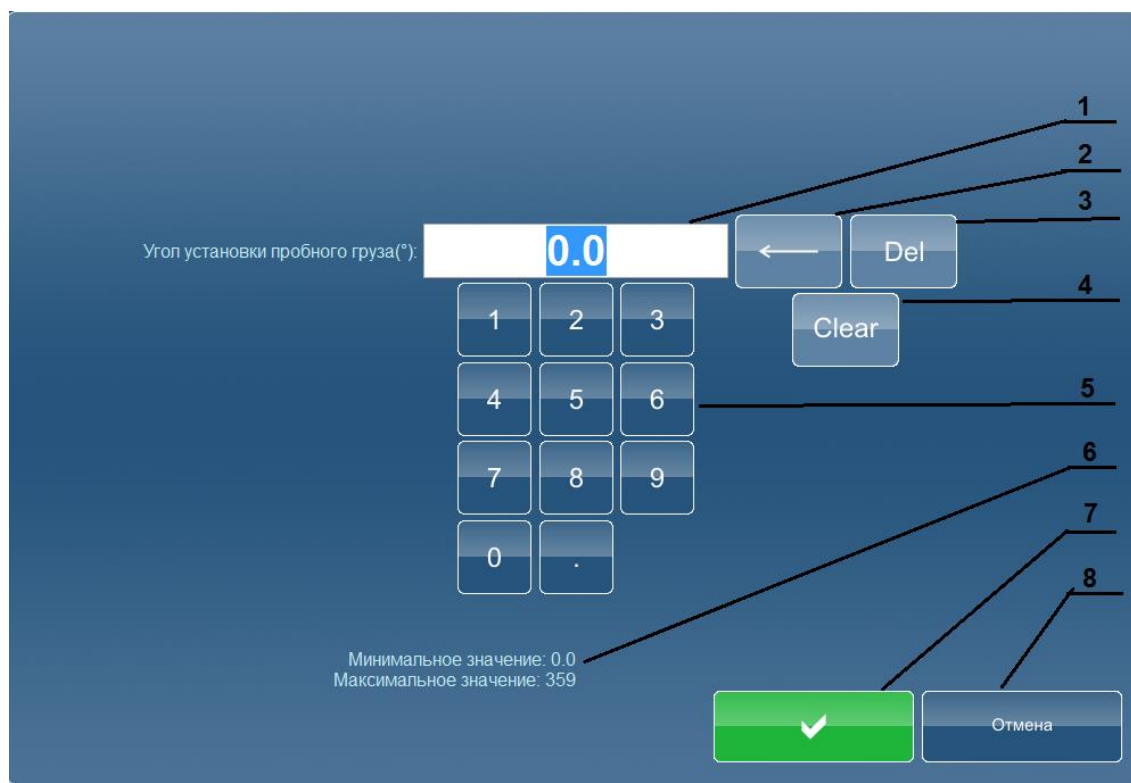 1
2
3
Угол установки пробного груза(°): 0.0 Del
4
1 2 3 Clear
4 5 6 5
6
7 8 9
7
0 .
8
Минимальное значение: 0.0
Максимальное значение: 359
Отмена